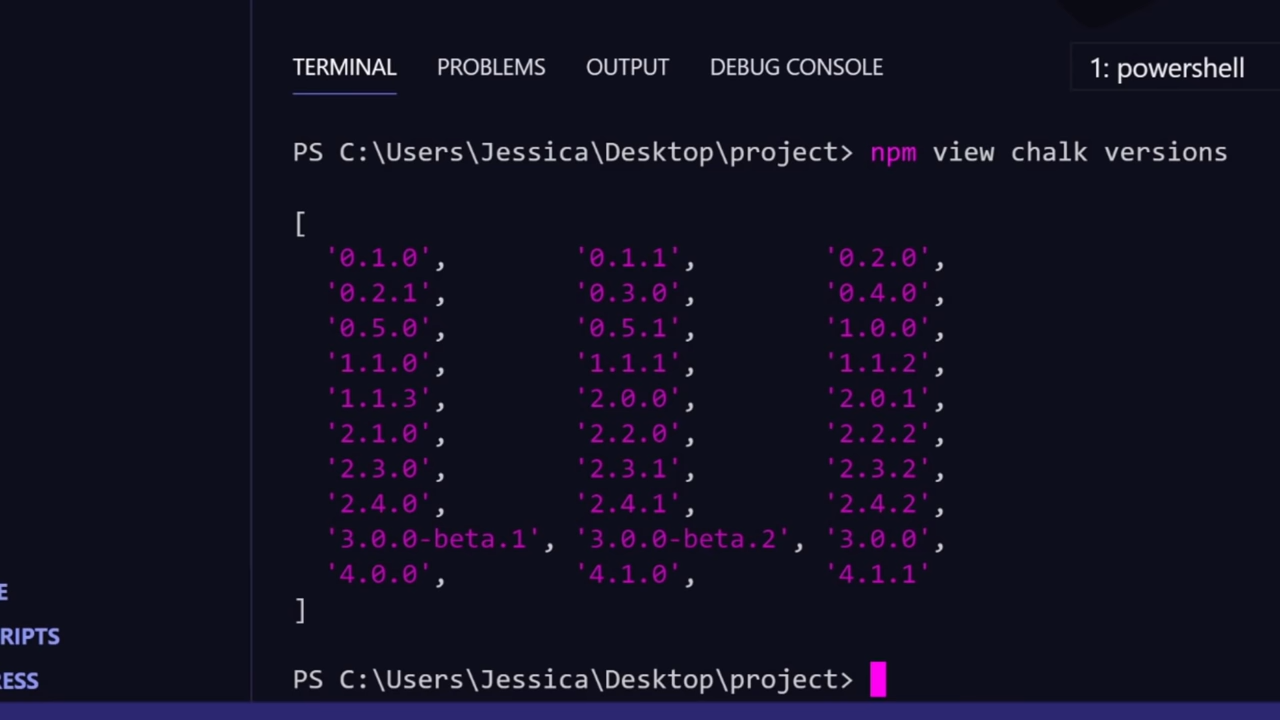 TERMINAL PROBLEMS OUTPUT DEBUG CONSOLE 1: powershell
PS C:\Users\Jessica\Desktop\project> npm view chalk versions
[
'0.1.0', '0.1.1', '0.2.0',
'0.2.1', '0.3.0', '0.4.0',
'0.5.0', '0.5.1', '1.0.0',
'1.1.0', '1.1.1', '1.1.2',
'1.1.3', '2.0.0', '2.0.1',
'2.1.0', '2.2.0', '2.2.2',
'2.3.0', '2.3.1', '2.3.2',
'2.4.0', '2.4.1', '2.4.2',
'3.0.0-beta.1', '3.0.0-beta.2', '3.0.0',
'4.0.0', '4.1.0', '4.1.1'
]
E
RIPTS
RESS
PS C:\Users\Jessica\Desktop\project>